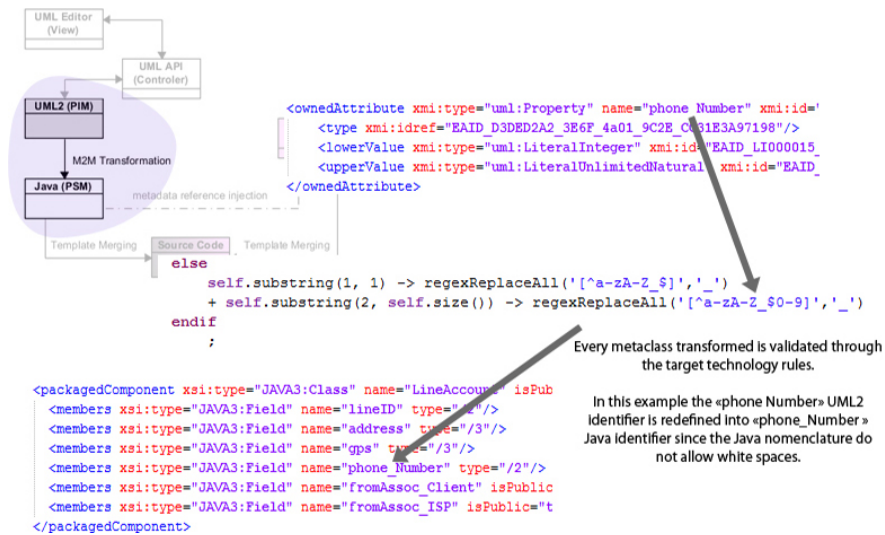 UML Editor
(View)
UML API
(Controler)
UML2 (PIM)
M2M Transformation
Java (PSM)
metadata reference injection
Template Merging
Source Code
Template Merging
<ownedAttribute xmi:type="uml:Property" name="phone Number" xmi:id="
<type xmi:idref="EAID_D3DED2A2_3E6F_4a01_9C2E_CC31E3A97198"/>
<lowerValue xmi:type="uml:LiteralInteger" xmi:id="EAID_LI000015_
<upperValue xmi:type="uml:LiteralUnlimitedNatural" xmi:id="EAID_
</ownedAttribute>
else
self.substring(1, 1) -> regexReplaceAll('[^a-zA-Z_$]','_')
+ self.substring(2, self.size()) -> regexReplaceAll('[^a-zA-Z_$0-9]','_')
endif
;
Every metaclass transformed is validated through
the target technology rules.
In this example the «phone Number» UML2
identifier is redefined into «phone_Number »
Java identifier since the Java nomenclature do
not allow white spaces.
<packagedComponent xsi:type="JAVA3:Class" name="LineAccount" isPub
<members xsi:type="JAVA3:Field" name="lineID" type="/2"/>
<members xsi:type="JAVA3:Field" name="address" type="/3"/>
<members xsi:type="JAVA3:Field" name="gps" type="/3"/>
<members xsi:type="JAVA3:Field" name="phone_Number" type="/2"/>
<members xsi:type="JAVA3:Field" name="fromAssoc_Client" isPublic
<members xsi:type="JAVA3:Field" name="fromAssoc_ISP" isPublic="t
</packagedComponent>